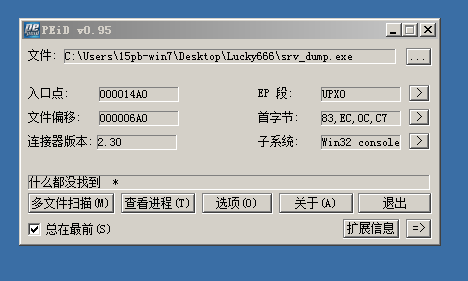 PEiD v0.95
文件: C:\Users\15pb-win7\Desktop\Lucky666\srv_dump.exe ...
入口点: 000014A0 EP 段: UPX0 >
文件偏移: 000006A0 首字节: 83,EC,0C,C7 >
连接器版本: 2.30 子系统: Win32 console >
什么都没找到 *
多文件扫描(M) 查看进程(T) 选项(O) 关于(A) 退出
总在最前(S) 扩展信息 =>